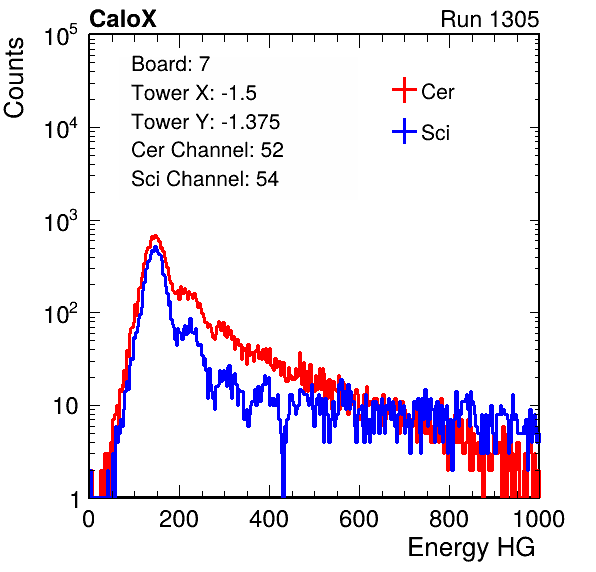 CaloX Run 1305
10^5
Counts
Board: 7
Tower X: -1.5
Tower Y: -1.375
Cer Channel: 52
Sci Channel: 54
Cer
Sci
10^4
10^3
10^2
10
1
0 200 400 600 800 1000
Energy HG